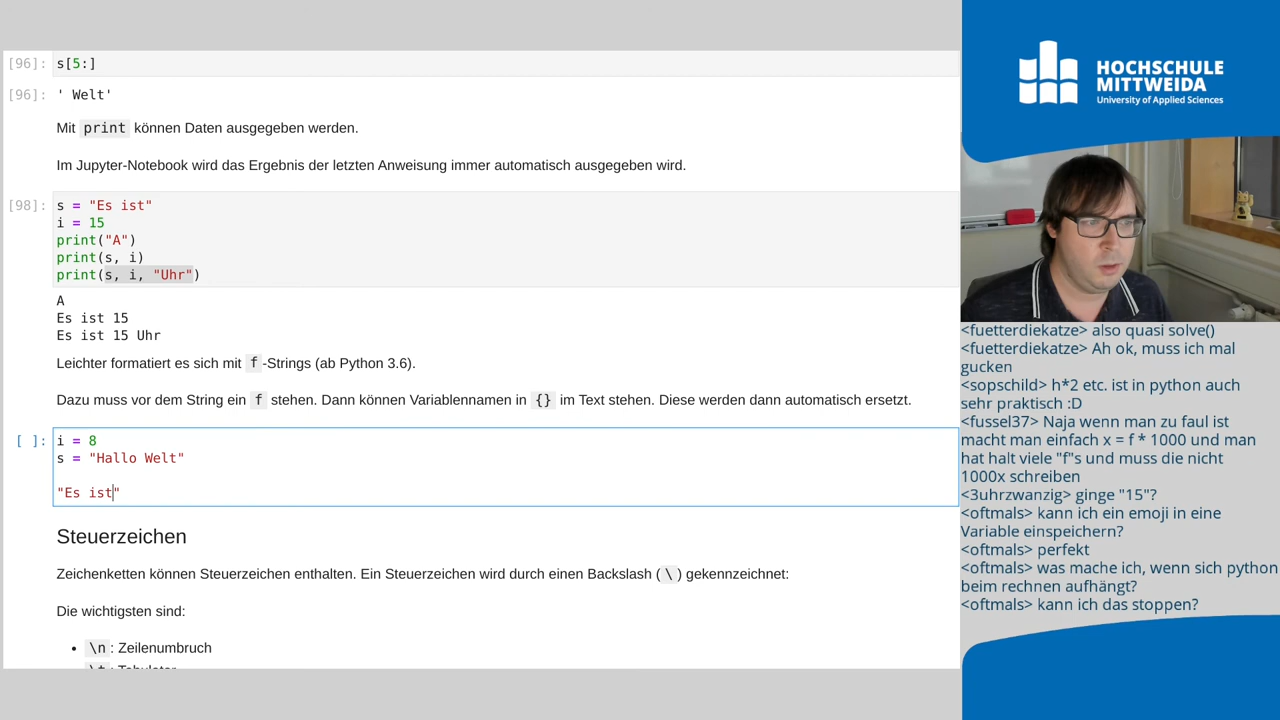 [96]: s[5:]
[96]: ' Welt'
Mit print können Daten ausgegeben werden.
Im Jupyter-Notebook wird das Ergebnis der letzten Anweisung immer automatisch ausgegeben wird.
[98]: s = "Es ist"
i = 15
print("A")
print(s, i)
print(s, i, "Uhr")
A
Es ist 15
Es ist 15 Uhr
Leichter formatiert es sich mit f -Strings (ab Python 3.6).
Dazu muss vor dem String ein f stehen. Dann können Variablennamen in {} im Text stehen. Diese werden dann automatisch ersetzt.
[ ]: i = 8
s = "Hallo Welt"
"Es ist"
Steuerzeichen
Zeichenketten können Steuerzeichen enthalten. Ein Steuerzeichen wird durch einen Backslash ( \ ) gekennzeichnet:
Die wichtigsten sind:
• \n : Zeilenumbruch
HOCHSCHULE
MITTWEIDA
University of Applied Sciences
<fuetterdiekatze> also quasi solve()
<fuetterdiekatze> Ah ok, muss ich mal
gucken
<sopschild> h*2 etc. ist in python auch
sehr praktisch :D
<fussel37> Naja wenn man zu faul ist
macht man einfach x = f * 1000 und man
hat halt viele "f"s und muss die nicht
1000x schreiben
<3uhrzwanzig> ginge "15"?
<oftmals> kann ich ein emoji in eine
Variable einspeichern?
<oftmals> perfekt
<oftmals> was mache ich, wenn sich python
beim rechnen aufhängt?
<oftmals> kann ich das stoppen?